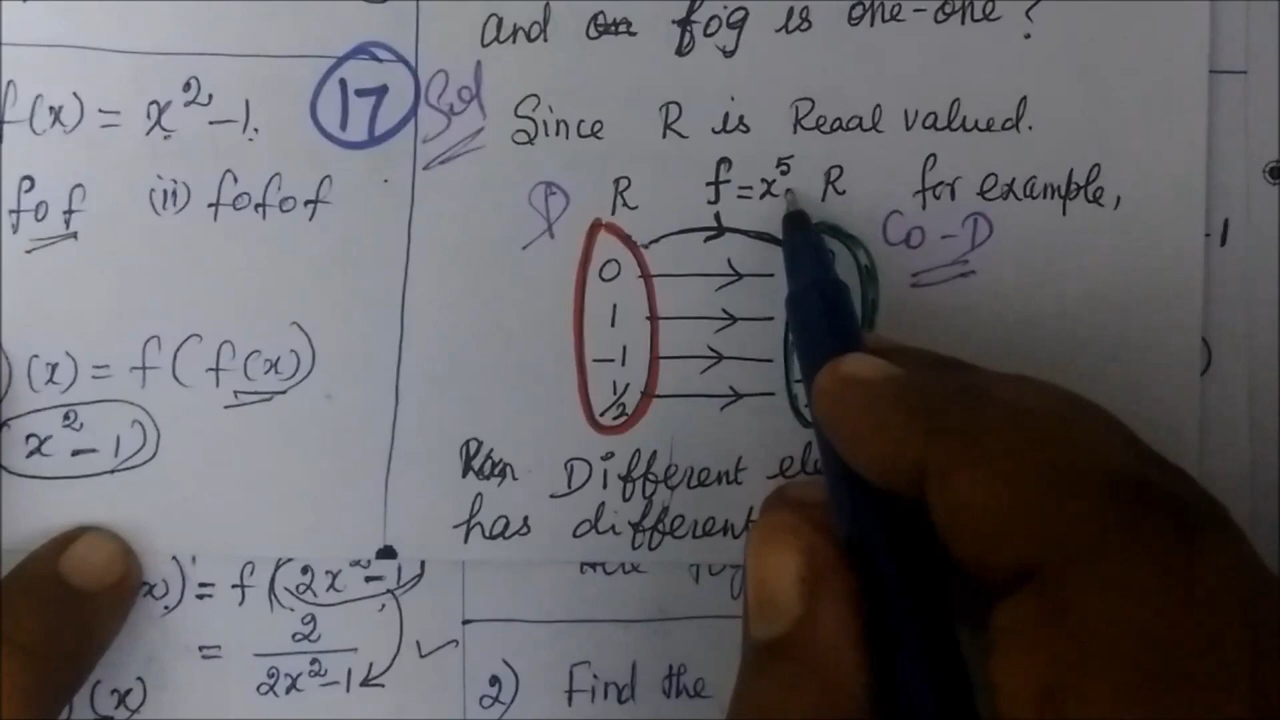 f(x) = x² - 1.
fof (ii) fofof
(x) = f(f(x))
x² - 1)
17
and fog is one-one?
Sol
Since R is Reaal valued.
R f = x⁵ R for example,
Co - D
0
1
-1
1/2
Different
has different
x) = f(2x² - 1)
= 2/(2x² - 1)
(x)
2) Find the
-1
)